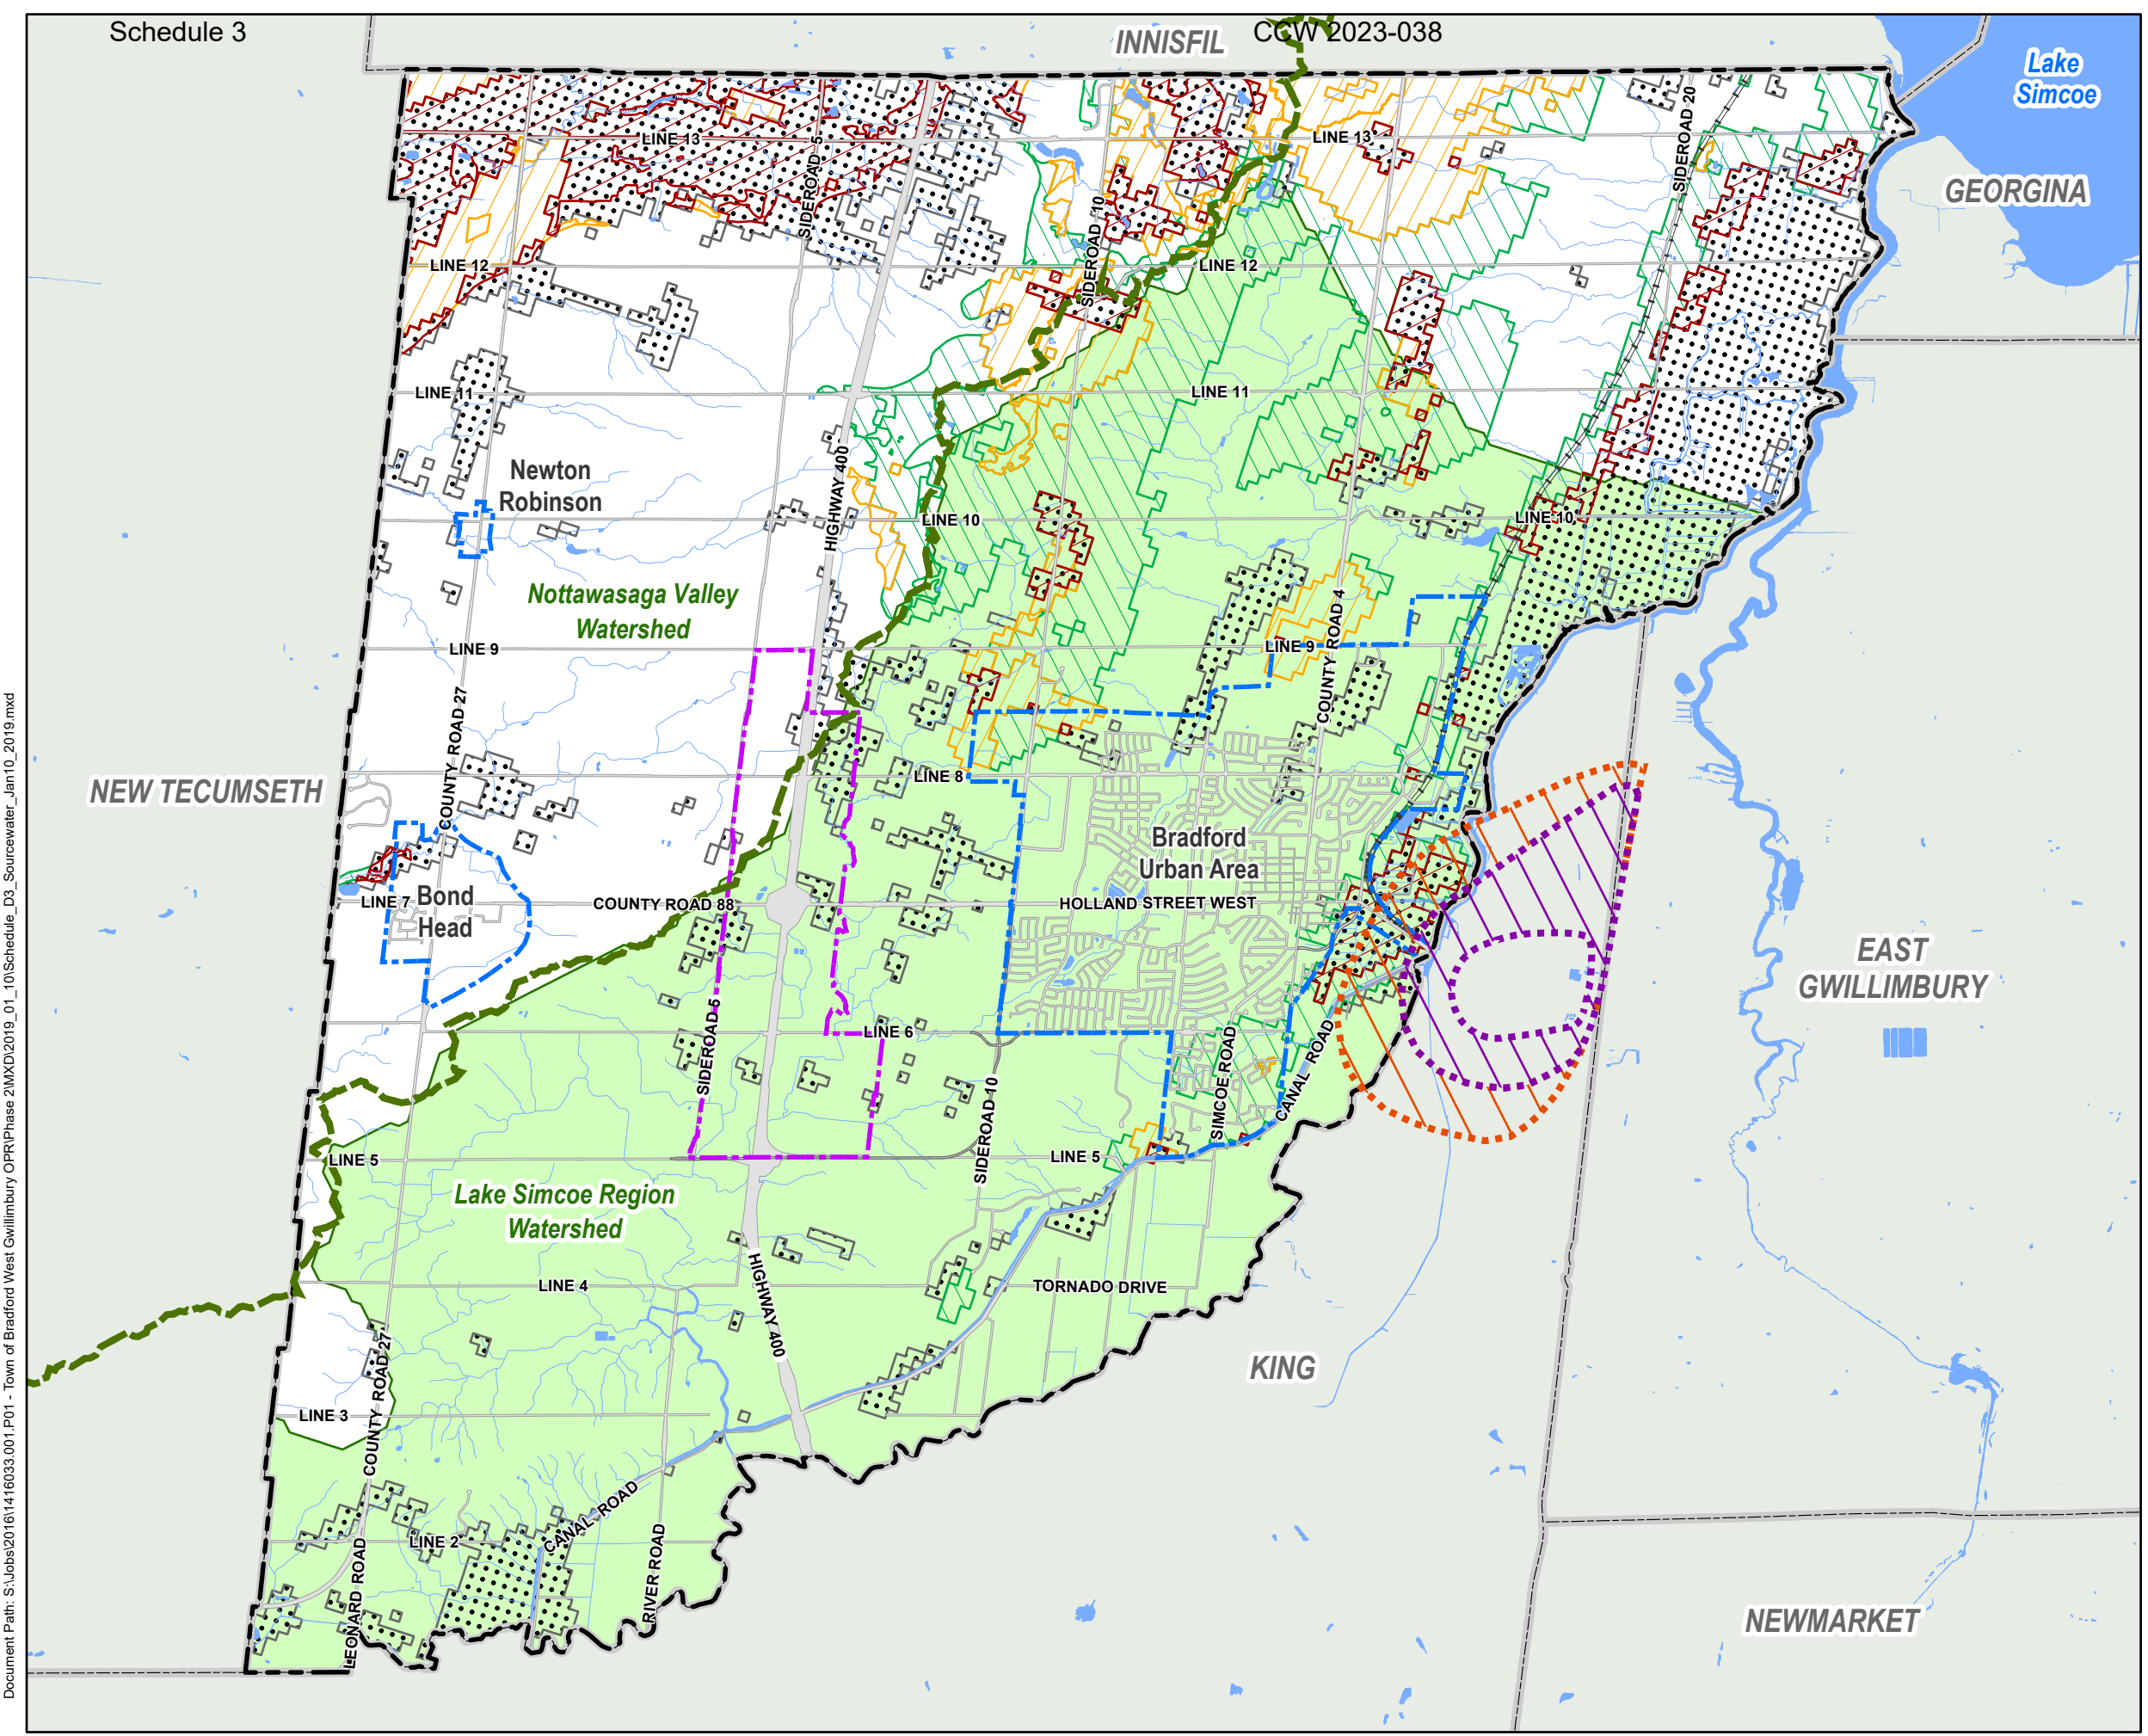 Schedule 3
CCW 2023-038
INNISFIL
Lake
Simcoe
GEORGINA
LINE 13
LINE 13
SIDEROAD 5
SIDEROAD 20
SIDEROAD 10
LINE 12
LINE 12
LINE 11
LINE 11
Newton
Robinson
HIGHWAY 400
LINE 10
LINE 10
Nottawasaga Valley
Watershed
LINE 9
LINE 9
COUNTY ROAD 4
COUNTY ROAD 27
NEW TECUMSETH
LINE 8
Bradford
Urban Area
LINE 7
Bond
Head
COUNTY ROAD 88
HOLLAND STREET WEST
EAST
GWILLIMBURY
SIDEROAD 5
LINE 6
SIMCOE ROAD
CANAL ROAD
SIDEROAD 10
LINE 5
LINE 5
Lake Simcoe Region
Watershed
LINE 4
HIGHWAY 400
TORNADO DRIVE
KING
LINE 3
COUNTY ROAD 27
LINE 2
CANAL ROAD
LEONARD ROAD
RIVER ROAD
NEWMARKET
Document Path: S:\Jobs\2016\1416033.001.P01 - Town of Bradford West Gwillimbury OPR\Phase 2\MXD\2019_01_10\Schedule_D3_Sourcewater_Jan10_2019.mxd